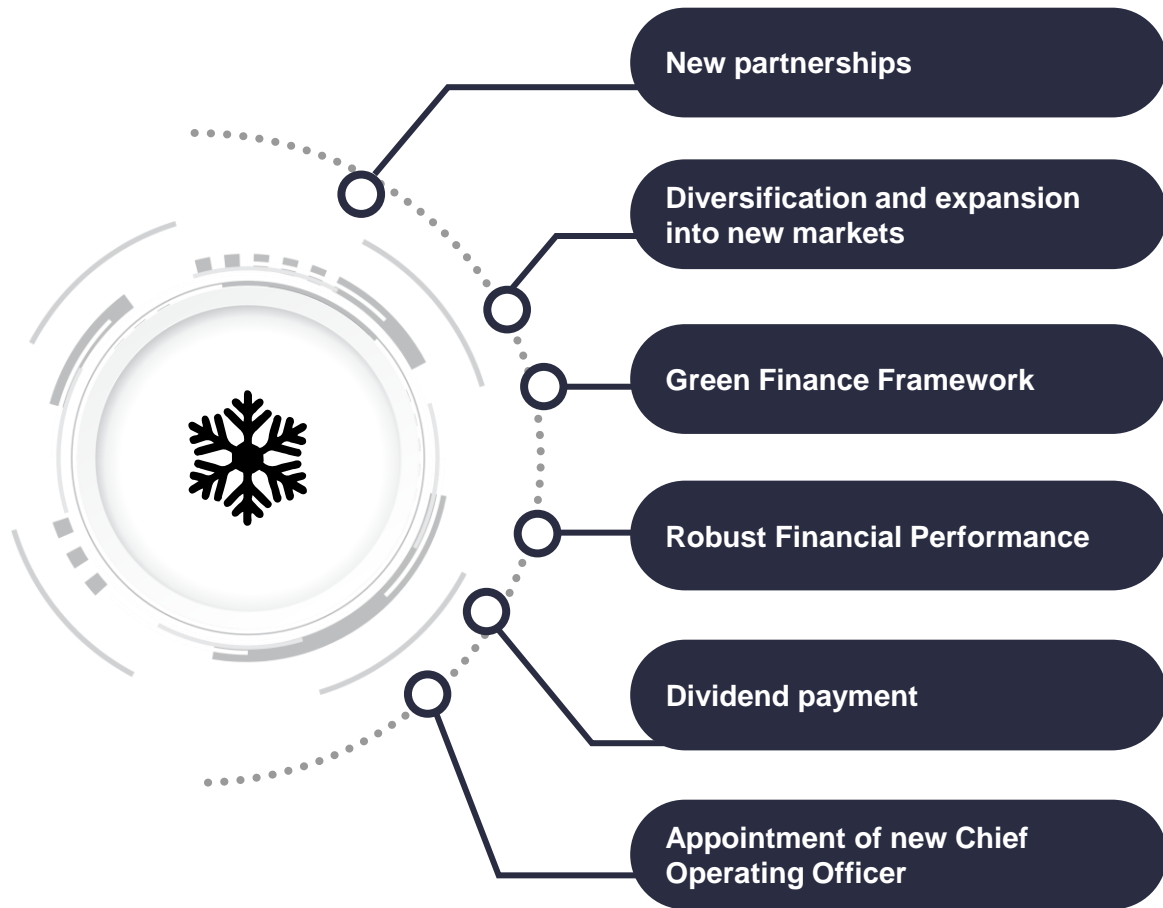 New partnerships
Diversification and expansion
into new markets
Green Finance Framework
Robust Financial Performance
Dividend payment
Appointment of new Chief
Operating Officer